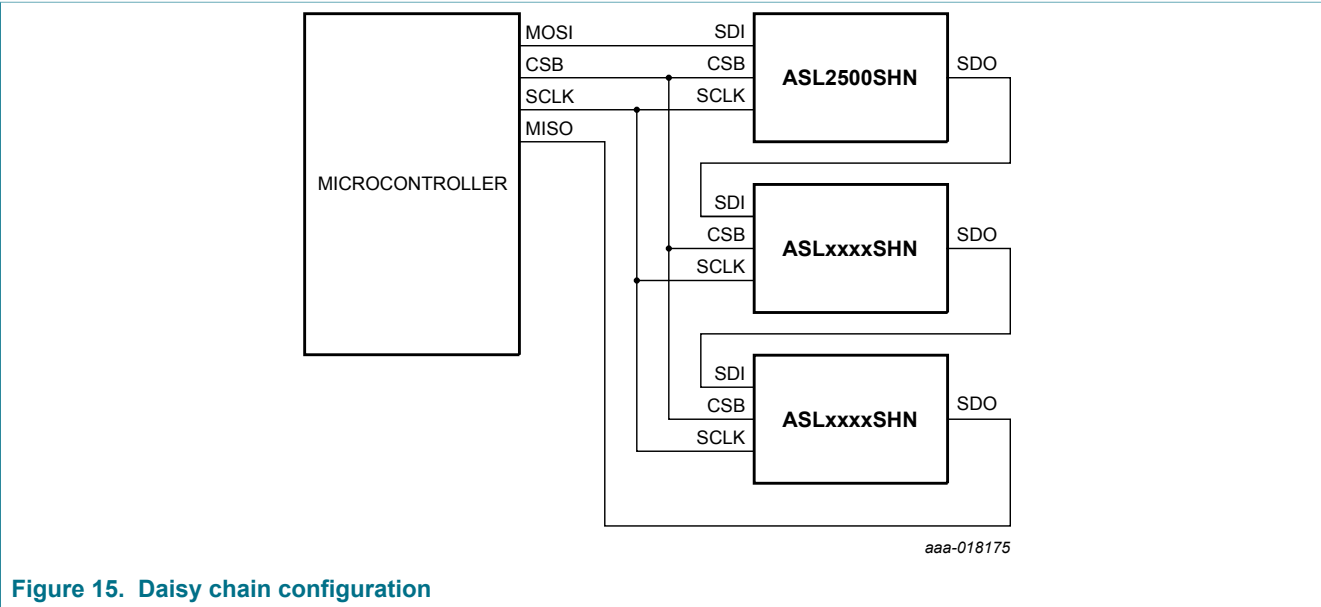 MOSI
SDI
CSB
CSB
ASL2500SHN
SDO
SCLK
SCLK
MISO
MICROCONTROLLER
SDI
CSB
ASLxxxxSHN
SDO
SCLK
SDI
CSB
ASLxxxxSHN
SDO
SCLK
aaa-018175
Figure 15. Daisy chain configuration